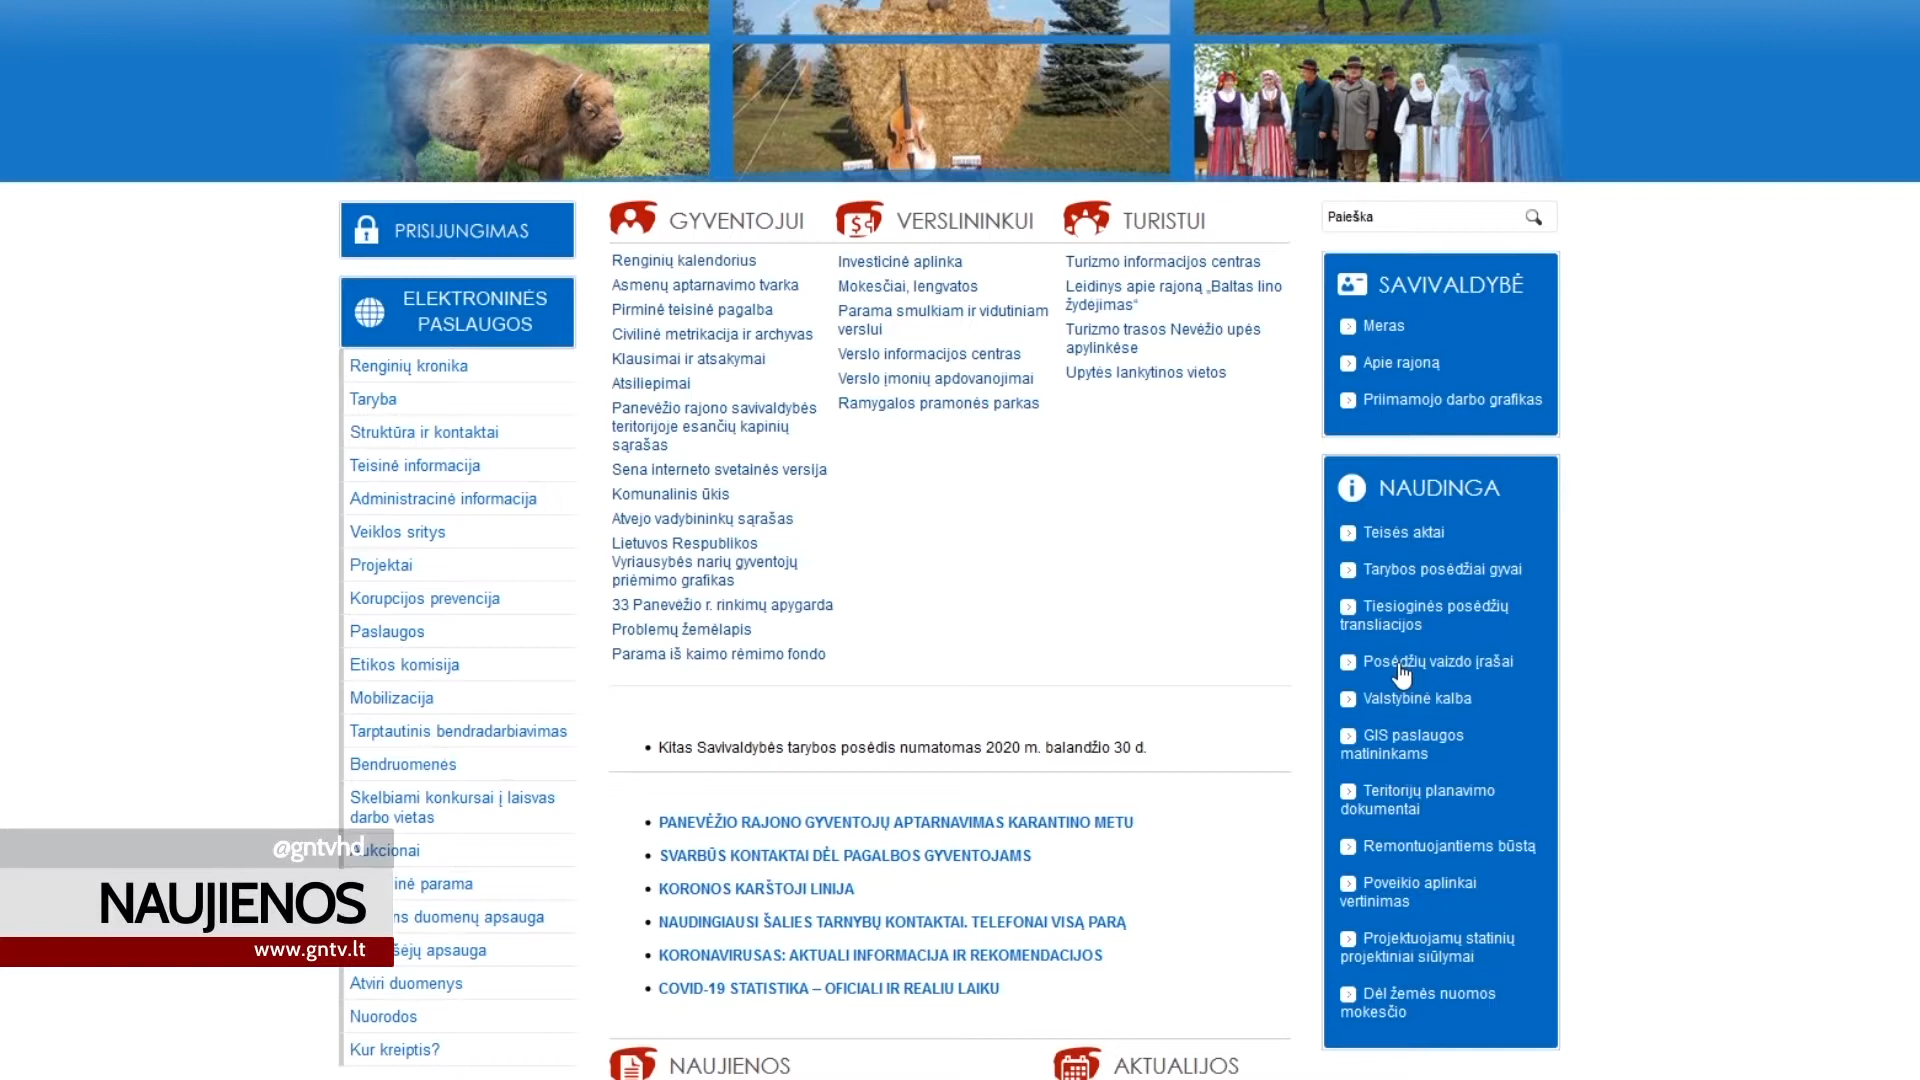 PRISIJUNGIMAS
ELEKTRONINĖS
PASLAUGOS
Renginių kronika
Taryba
Struktūra ir kontaktai
Teisinė informacija
Administracinė informacija
Veiklos sritys
Projektai
Korupcijos prevencija
Paslaugos
Etikos komisija
Mobilizacija
Tarptautinis bendradarbiavimas
Bendruomenės
Skelbiami konkursai į laisvas
darbo vietas
ukcionai
inė parama
ns duomenų apsauga
šėjų apsauga
Atviri duomenys
Nuorodos
Kur kreiptis?
@gntvhd
NAUJIENOS
www.gntv.lt
GYVENTOJUI
Renginių kalendorius
Asmenų aptarnavimo tvarka
Pirminė teisinė pagalba
Civilinė metrikacija ir archyvas
Klausimai ir atsakymai
Atsiliepimai
Panevėžio rajono savivaldybės
teritorijoje esančių kapinių
sąrašas
Sena interneto svetainės versija
Komunalinis ūkis
Atvejo vadybininkų sąrašas
Lietuvos Respublikos
Vyriausybės narių gyventojų
priėmimo grafikas
33 Panevėžio r. rinkimų apygarda
Problemų žemėlapis
Parama iš kaimo rėmimo fondo
VERSLININKUI
Investicinė aplinka
Mokesčiai, lengvatos
Parama smulkiam ir vidutiniam
verslui
Verslo informacijos centras
Verslo įmonių apdovanojimai
Ramygalos pramonės parkas
TURISTUI
Turizmo informacijos centras
Leidinys apie rajoną „Baltas lino
žydėjimas“
Turizmo trasos Nevėžio upės
apylinkėse
Upytės lankytinos vietos
Kitas Savivaldybės tarybos posėdis numatomas 2020 m. balandžio 30 d.
PANEVĖŽIO RAJONO GYVENTOJŲ APTARNAVIMAS KARANTINO METU
SVARBŪS KONTAKTAI DĖL PAGALBOS GYVENTOJAMS
KORONOS KARŠTOJI LINIJA
NAUDINGIAUSI ŠALIES TARNYBŲ KONTAKTAI. TELEFONAI VISĄ PARĄ
KORONAVIRUSAS: AKTUALI INFORMACIJA IR REKOMENDACIJOS
COVID-19 STATISTIKA – OFICIALI IR REALIU LAIKU
NAUJIENOS
AKTUALIJOS
Paieška
SAVIVALDYBĖ
Meras
Apie rajoną
Priimamojo darbo grafikas
NAUDINGA
Teisės aktai
Tarybos posėdžiai gyvai
Tiesioginės posėdžių
transliacijos
Posėdžių vaizdo įrašai
Valstybinė kalba
GIS paslaugos
matininkams
Teritorijų planavimo
dokumentai
Remontuojantiems būstą
Poveikio aplinkai
vertinimas
Projektuojamų statinių
projektiniai siūlymai
Dėl žemės nuomos
mokesčio